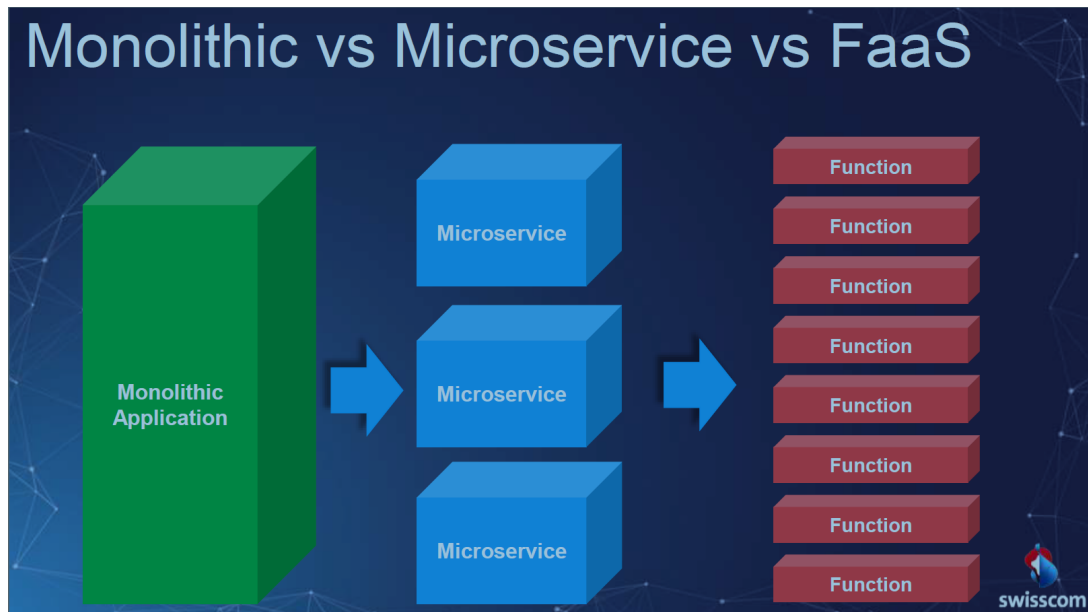 Monolithic vs Microservice vs FaaS
Monolithic
Application
Microservice
Microservice
Microservice
Function
Function
Function
Function
Function
Function
Function
Function
swisscom